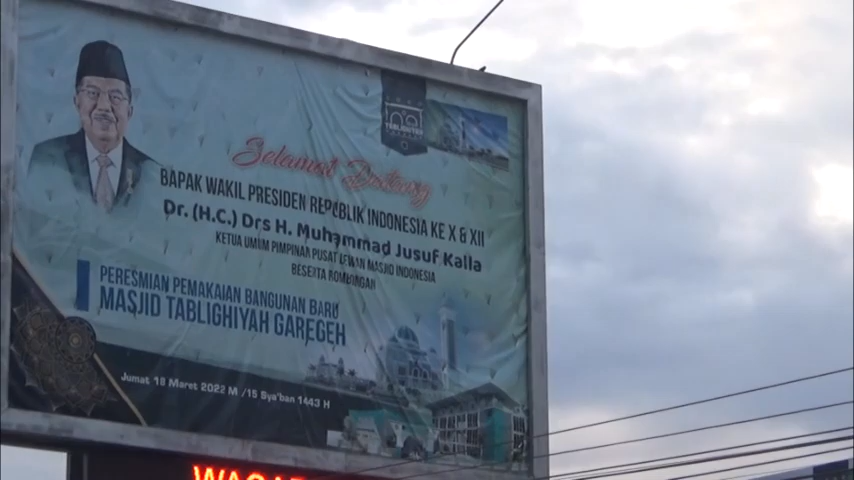 TABLIGHIYAH
Selamat Datang
BAPAK WAKIL PRESIDEN REPUBLIK INDONESIA KE X & XII
Dr. (H.C.) Drs H. Muhammad Jusuf Kalla
KETUA UMUM PIMPINAN PUSAT DEWAN MASJID INDONESIA
BESERTA ROMBONGAN
PERESMIAN PEMAKAIAN BANGUNAN BARU
MASJID TABLIGHIYAH GAREGEH
Jumat 18 Maret 2022 M /15 Sya'ban 1443 H